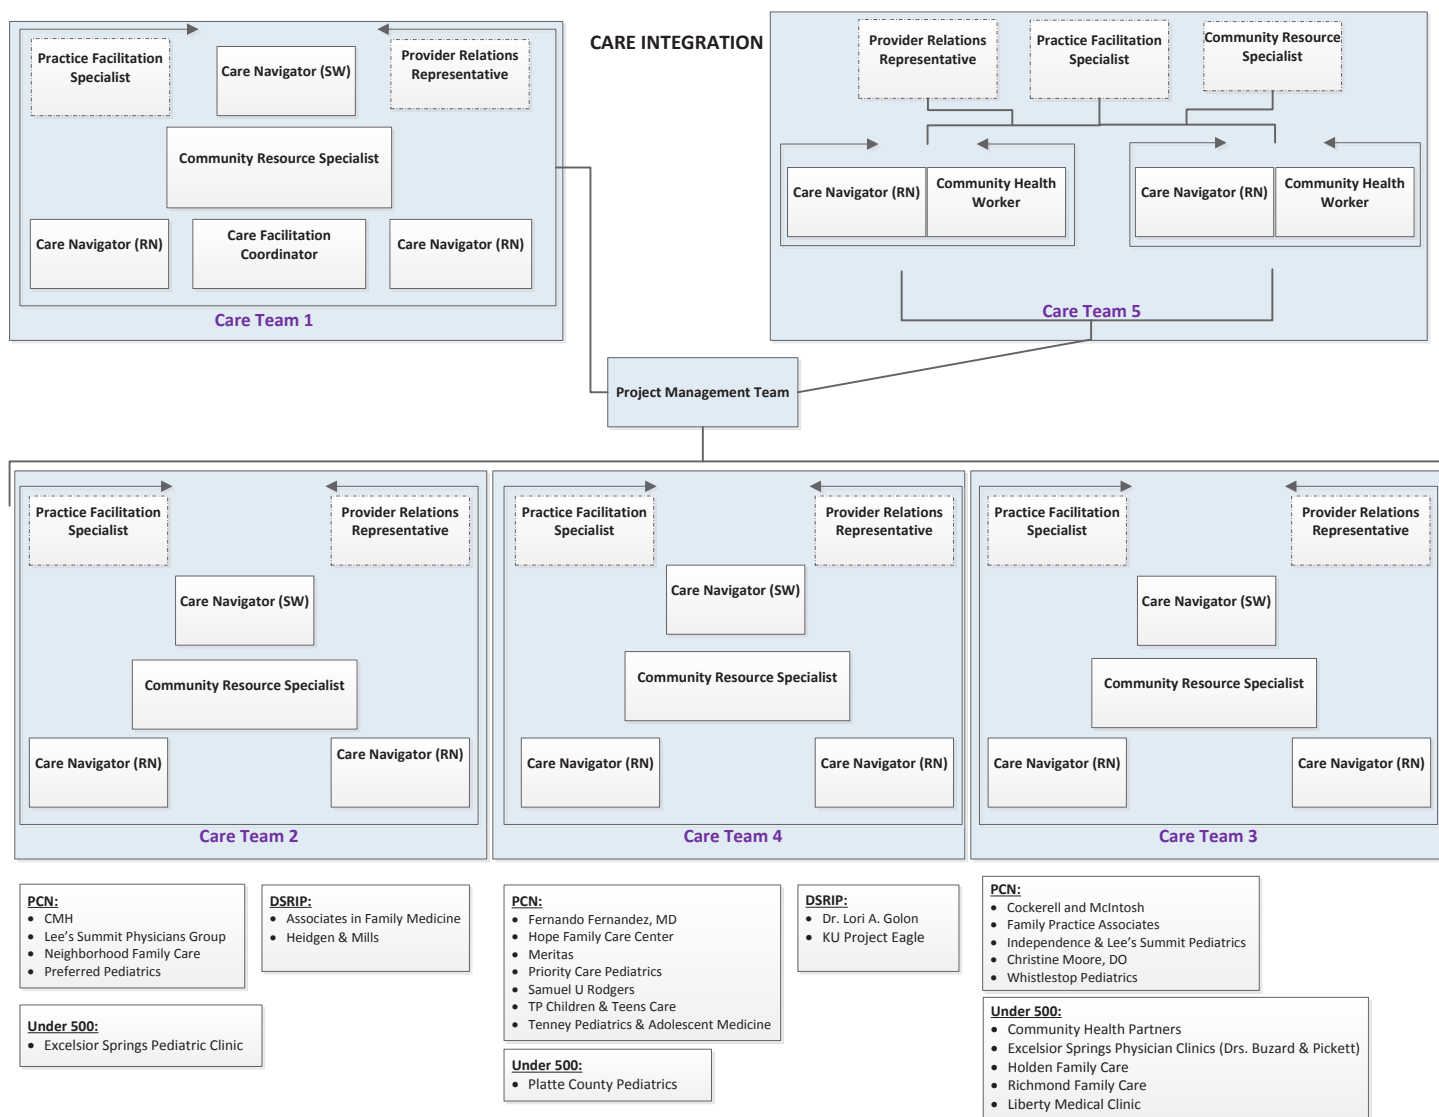 CARE INTEGRATION
Practice Facilitation
Specialist
Care Navigator (SW)
Provider Relations
Representative
Community Resource Specialist
Care Navigator (RN)
Care Facilitation
Coordinator
Care Navigator (RN)
Care Team 1
Provider Relations
Representative
Practice Facilitation
Specialist
Community Resource
Specialist
Care Navigator (RN)
Community Health
Worker
Care Navigator (RN)
Community Health
Worker
Care Team 5
Project Management Team
Practice Facilitation
Specialist
Provider Relations
Representative
Care Navigator (SW)
Community Resource Specialist
Care Navigator (RN)
Care Navigator (RN)
Care Team 2
Practice Facilitation
Specialist
Provider Relations
Representative
Care Navigator (SW)
Community Resource Specialist
Care Navigator (RN)
Care Navigator (RN)
Care Team 4
Practice Facilitation
Specialist
Provider Relations
Representative
Care Navigator (SW)
Community Resource Specialist
Care Navigator (RN)
Care Navigator (RN)
Care Team 3
PCN:
• CMH
• Lee's Summit Physicians Group
• Neighborhood Family Care
• Preferred Pediatrics
DSRIP:
• Associates in Family Medicine
• Heidgen & Mills
Under 500:
• Excelsior Springs Pediatric Clinic
PCN:
• Fernando Fernandez, MD
• Hope Family Care Center
• Meritas
• Priority Care Pediatrics
• Samuel U Rodgers
• TP Children & Teens Care
• Tenney Pediatrics & Adolescent Medicine
DSRIP:
• Dr. Lori A. Golon
• KU Project Eagle
Under 500:
• Platte County Pediatrics
PCN:
• Cockerell and McIntosh
• Family Practice Associates
• Independence & Lee's Summit Pediatrics
• Christine Moore, DO
• Whistlestop Pediatrics
Under 500:
• Community Health Partners
• Excelsior Springs Physician Clinics (Drs. Buzard & Pickett)
• Holden Family Care
• Richmond Family Care
• Liberty Medical Clinic